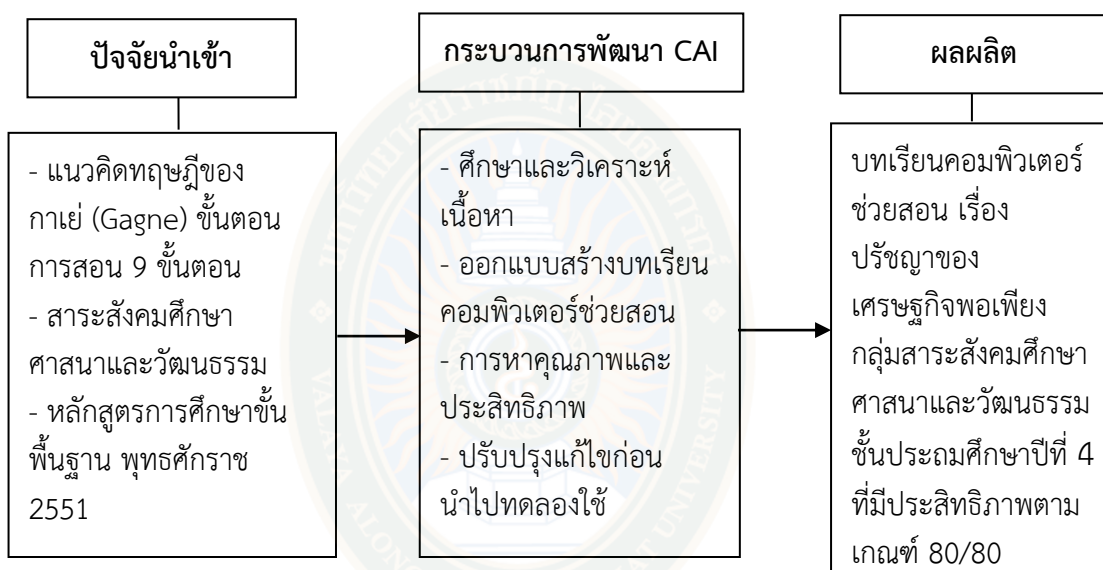 ปัจจัยนำเข้า
- แนวคิดทฤษฎีของ
กาเย่ (Gagne) ขั้นตอน
การสอน 9 ขั้นตอน
- สาระสังคมศึกษา
ศาสนาและวัฒนธรรม
- หลักสูตรการศึกษาขั้น
พื้นฐาน พุทธศักราช
2551
กระบวนการพัฒนา CAI
- ศึกษาและวิเคราะห์
เนื้อหา
- ออกแบบสร้างบทเรียน
คอมพิวเตอร์ช่วยสอน
- การหาคุณภาพและ
ประสิทธิภาพ
- ปรับปรุงแก้ไขก่อน
นำไปทดลองใช้
ผลผลิต
บทเรียนคอมพิวเตอร์
ช่วยสอน เรื่อง
ปรัชญาของ
เศรษฐกิจพอเพียง
กลุ่มสาระสังคมศึกษา
ศาสนาและวัฒนธรรม
ชั้นประถมศึกษาปีที่ 4
ที่มีประสิทธิภาพตาม
เกณฑ์ 80/80